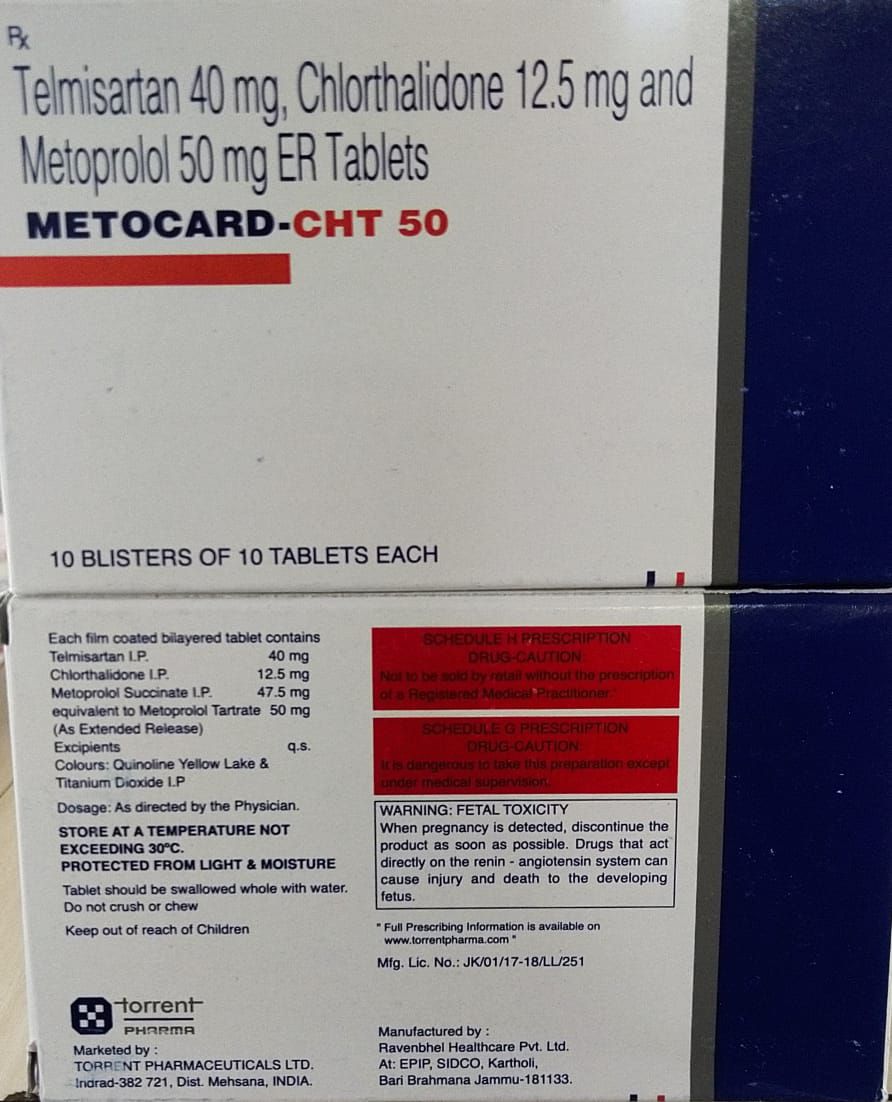 Rx
Telmisartan 40 mg, Chlorthalidone 12.5 mg and
Metoprolol 50 mg ER Tablets
METOCARD-CHT 50
10 BLISTERS OF 10 TABLETS EACH
Each film coated bilayered tablet contains
Telmisartan I.P. 40 mg
Chlorthalidone I.P. 12.5 mg
Metoprolol Succinate I.P. 47.5 mg
equivalent to Metoprolol Tartrate 50 mg
(As Extended Release)
Excipients q.s.
Colours: Quinoline Yellow Lake &
Titanium Dioxide I.P
Dosage: As directed by the Physician.
STORE AT A TEMPERATURE NOT
EXCEEDING 30°C.
PROTECTED FROM LIGHT & MOISTURE
Tablet should be swallowed whole with water.
Do not crush or chew
Keep out of reach of Children
torrent
PHARMA
Marketed by :
TORRENT PHARMACEUTICALS LTD.
Indrad-382 721, Dist. Mehsana, INDIA.
SCHEDULE H PRESCRIPTION
DRUG-CAUTION:
Not to be sold by retail without the prescription
of a Registered Medical Practitioner.
SCHEDULE G PRESCRIPTION
DRUG-CAUTION:
It is dangerous to take this preparation except
under medical supervision.
WARNING: FETAL TOXICITY
When pregnancy is detected, discontinue the
product as soon as possible. Drugs that act
directly on the renin - angiotensin system can
cause injury and death to the developing
fetus.
" Full Prescribing Information is available on
www.torrentpharma.com "
Mfg. Lic. No.: JK/01/17-18/LL/251
Manufactured by :
Ravenbhel Healthcare Pvt. Ltd.
At: EPIP, SIDCO, Kartholi,
Bari Brahmana Jammu-181133.